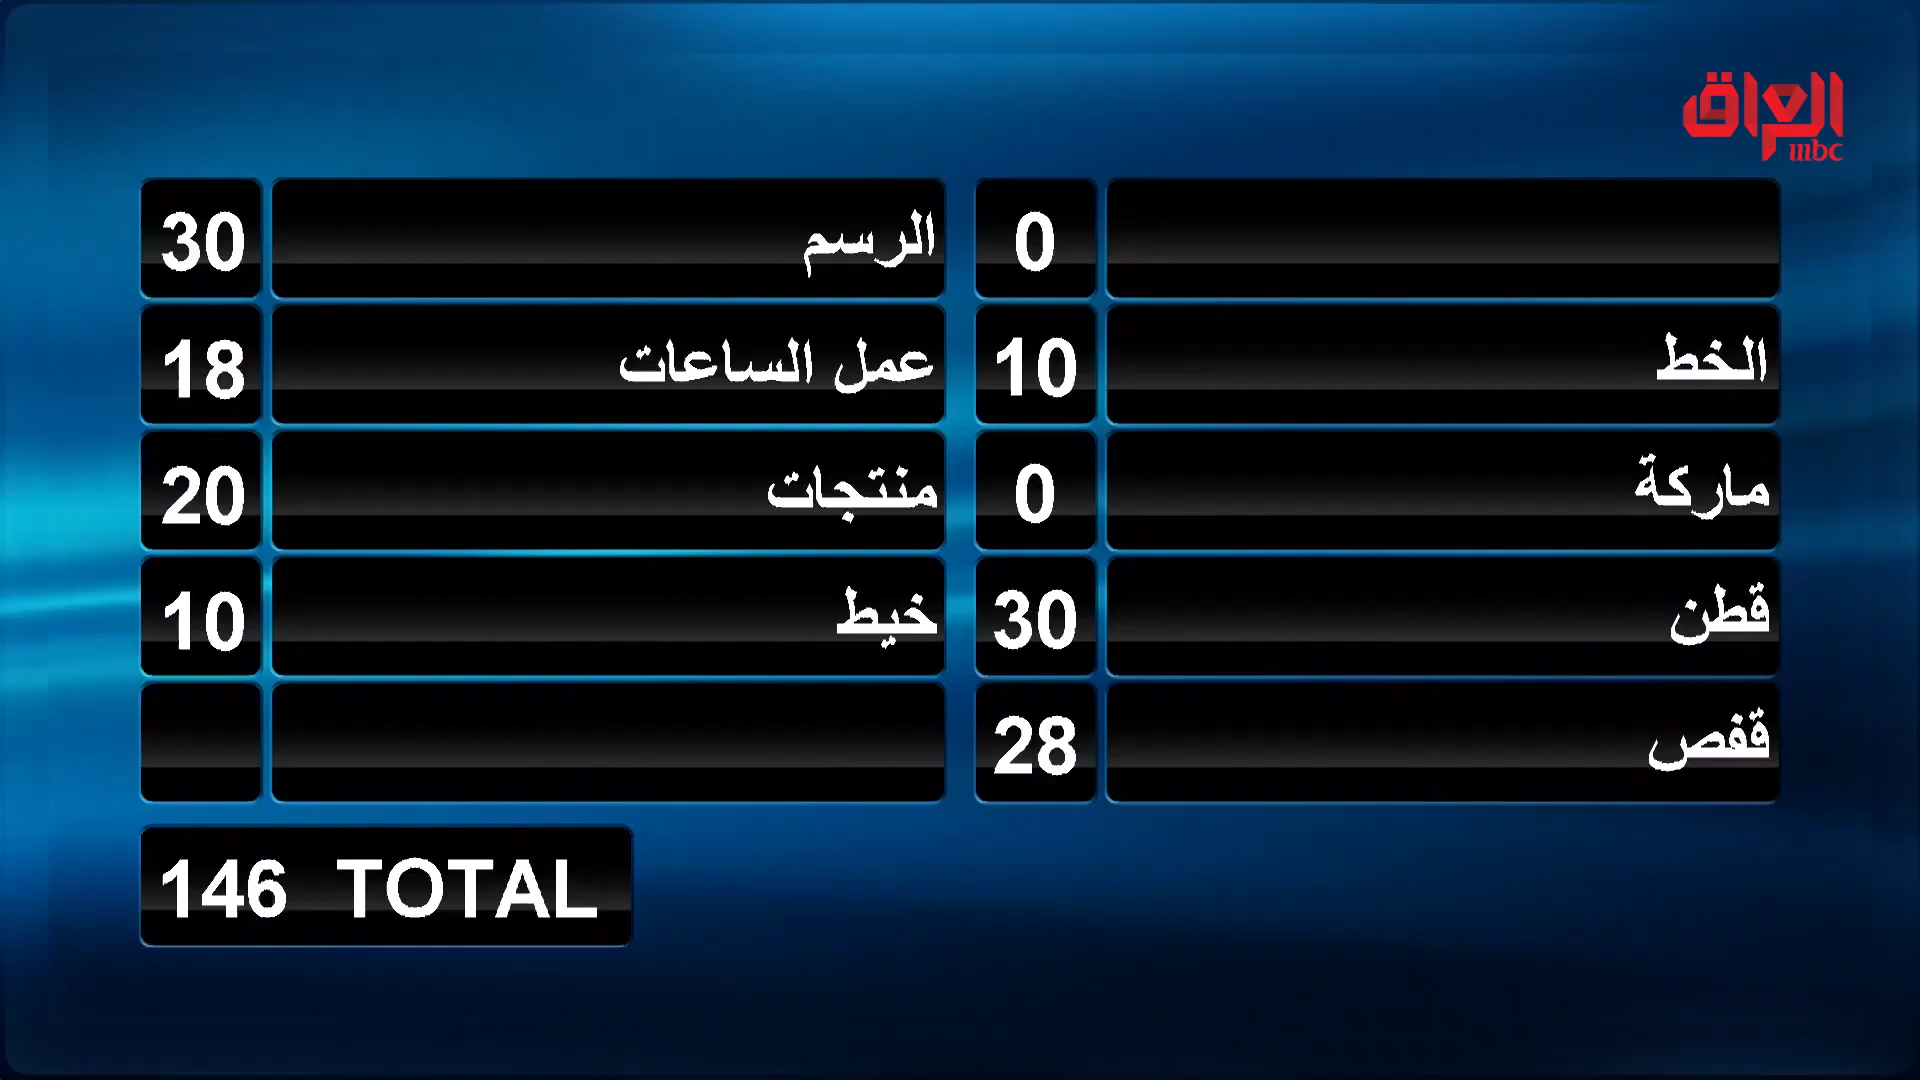 العراق
mbc
0
الخط 10
ماركة 0
قطن 30
قفص 28
الرسم 30
عمل الساعات 18
منتجات 20
خيط 10
146 TOTAL